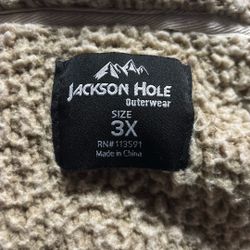 JACKSON HOLE
Outerwear
SIZE
3X
RN# 113591
Made in China